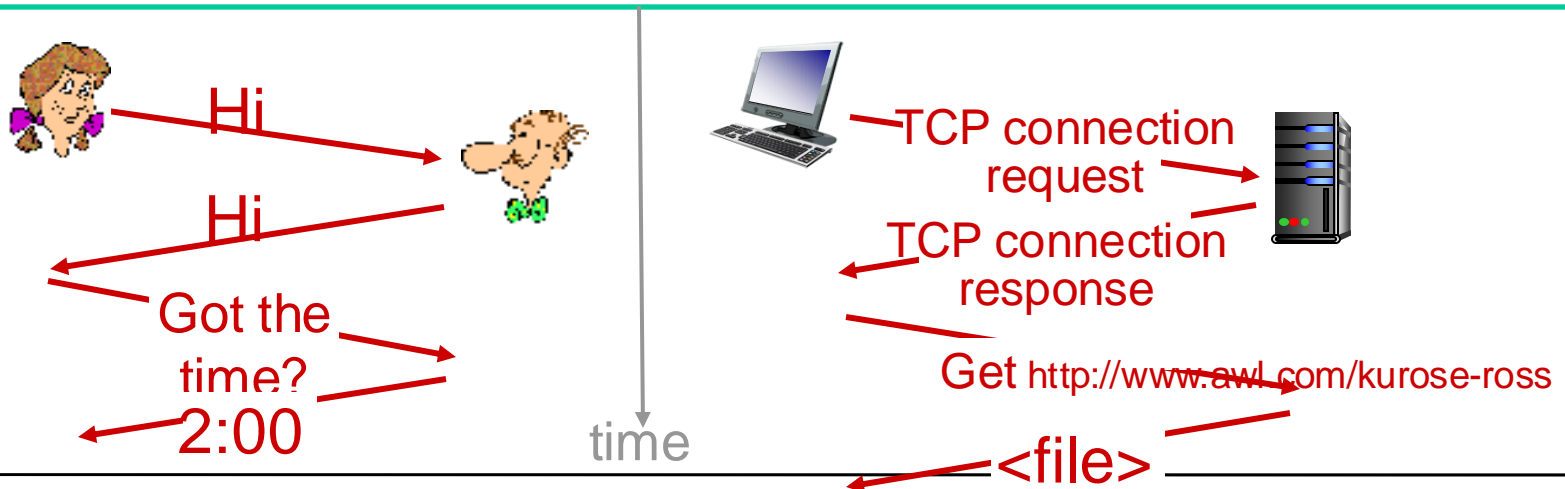 Hi
Hi
Got the
time?
2:00
time
TCP connection
request
TCP connection
response
Get http://www.awl.com/kurose-ross
<file>